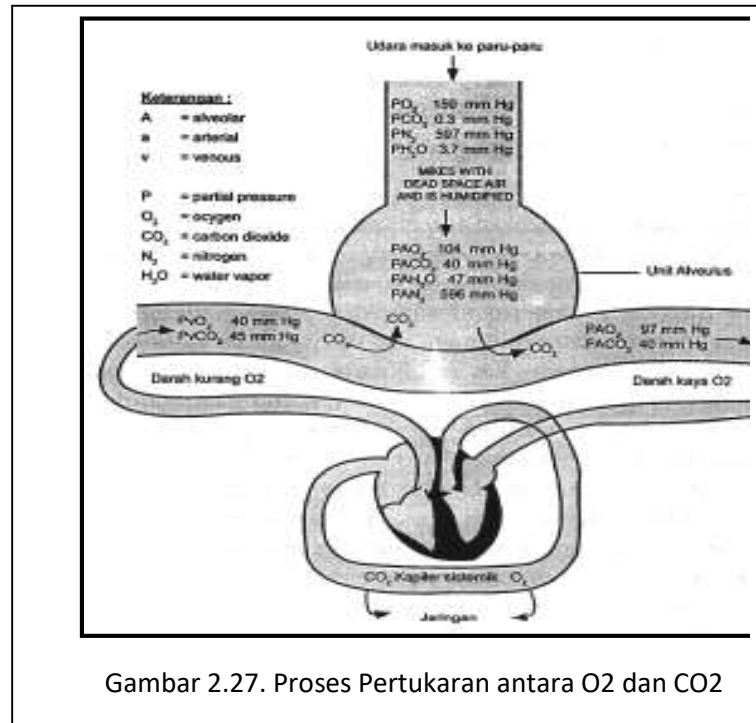 Udara masuk ke paru-paru
Keterangan :
A = alveolar
a = arterial
v = venous
P = partial pressure
O₂ = ocygen
CO₂ = carbon dioxide
N₂ = nitrogen
H₂O = water vapor
PO₂ 159 mm Hg
PCO₂ 0.3 mm Hg
PN₂ 597 mm Hg
PH₂O 3.7 mm Hg
MIXES WITH
DEAD SPACE AIR
AND IS HUMIDIFIED
PAO₂ 104 mm Hg
PACO₂ 40 mm Hg
PAH₂O 47 mm Hg
PAN₂ 596 mm Hg
Unit Alveolus
PvO₂ 40 mm Hg
PvCO₂ 45 mm Hg
CO₂
CO₂
CO₂
PAO₂ 97 mm Hg
PACO₂ 40 mm Hg
Darah kurang O2
Darah kaya O2
CO₂ Kapiler sistemik O₂
Jaringan
Gambar 2.27. Proses Pertukaran antara O2 dan CO2